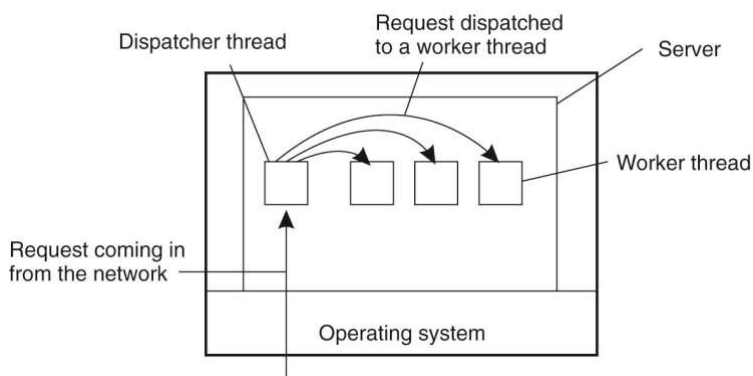 Request dispatched
to a worker thread
Dispatcher thread
Server
Worker thread
Request coming in
from the network
Operating system